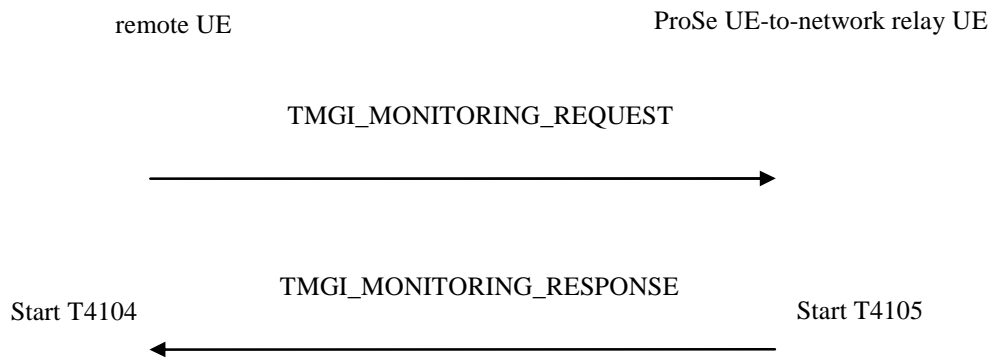 remote UE
ProSe UE-to-network relay UE
TMGI_MONITORING_REQUEST
TMGI_MONITORING_RESPONSE
Start T4104
Start T4105